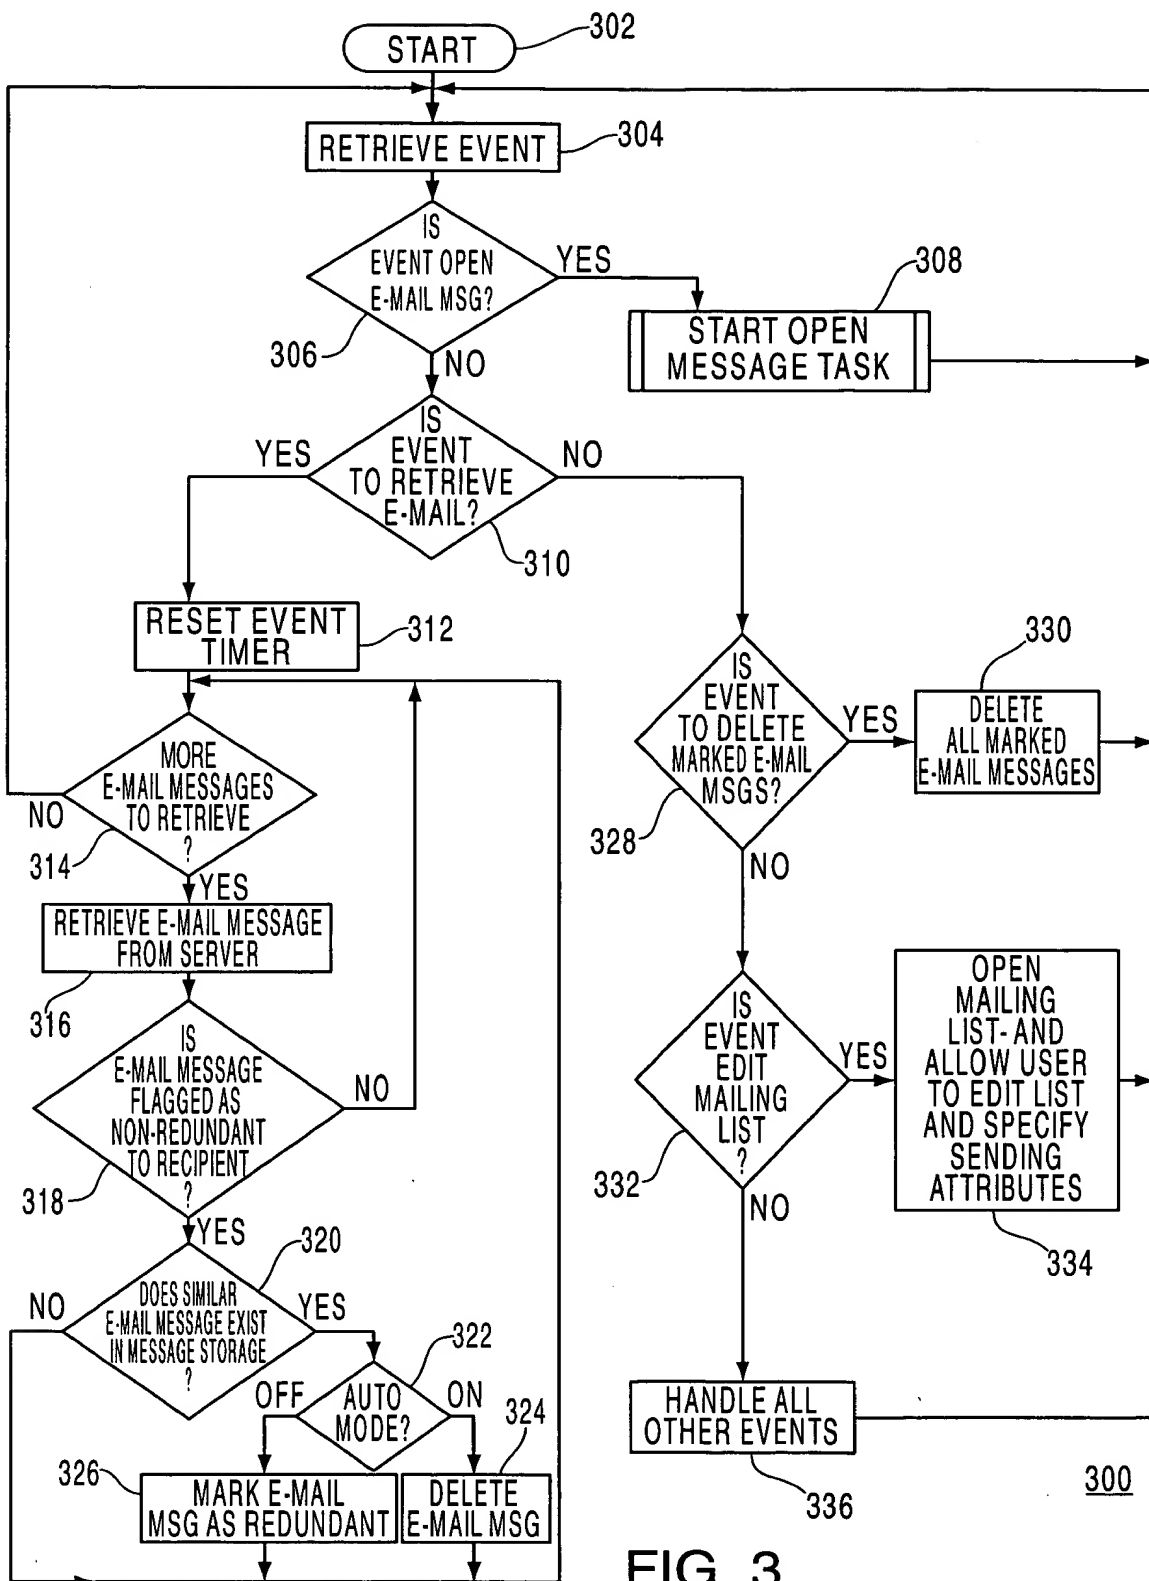 START
302
RETRIEVE EVENT
304
IS
EVENT OPEN
E-MAIL MSG?
306
YES
NO
START OPEN
MESSAGE TASK
308
IS
EVENT
TO RETRIEVE
E-MAIL?
310
YES
NO
RESET EVENT
TIMER
312
MORE
E-MAIL MESSAGES
TO RETRIEVE
?
314
NO
YES
RETRIEVE E-MAIL MESSAGE
FROM SERVER
316
IS
E-MAIL MESSAGE
FLAGGED AS
NON-REDUNDANT
TO RECIPIENT
?
318
NO
YES
DOES SIMILAR
E-MAIL MESSAGE EXIST
IN MESSAGE STORAGE
?
320
NO
YES
AUTO
MODE?
322
OFF
ON
MARK E-MAIL
MSG AS REDUNDANT
326
DELETE
E-MAIL MSG
324
IS
EVENT
TO DELETE
MARKED E-MAIL
MSGS?
328
YES
NO
DELETE
ALL MARKED
E-MAIL MESSAGES
330
IS
EVENT
EDIT
MAILING
LIST
?
332
YES
NO
OPEN
MAILING
LIST-AND
ALLOW USER
TO EDIT LIST
AND SPECIFY
SENDING
ATTRIBUTES
334
HANDLE ALL
OTHER EVENTS
336
300
FIG. 3